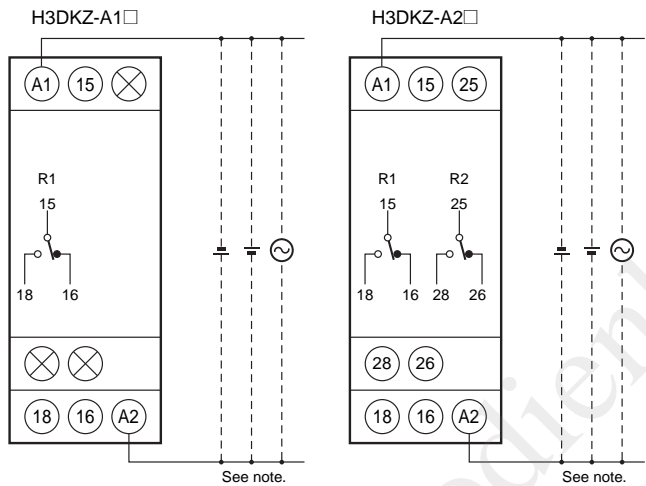 H3DKZ-A1□
A1 15
R1
15
18 16
18 16 A2
See note.
H3DKZ-A2□
A1 15 25
R1 R2
15 25
18 16 28 26
28 26
18 16 A2
See note.